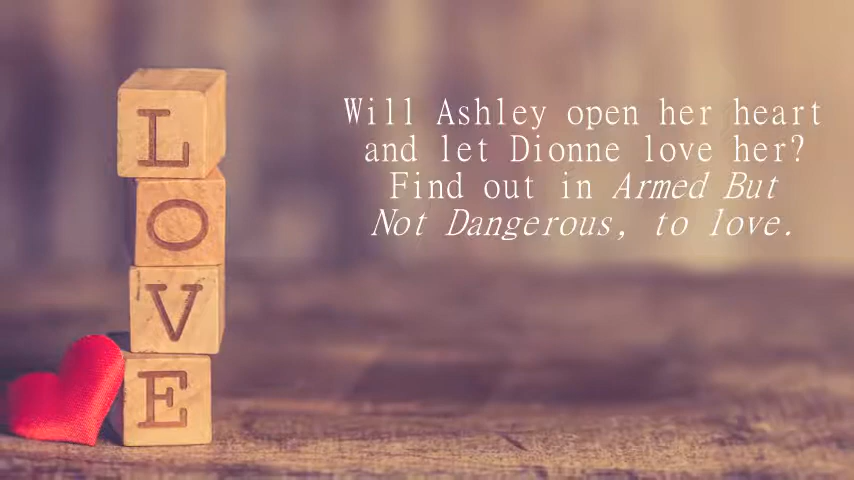 L
O
V
E
Will Ashley open her heart
and let Dionne love her?
Find out in Armed But
Not Dangerous, to love.